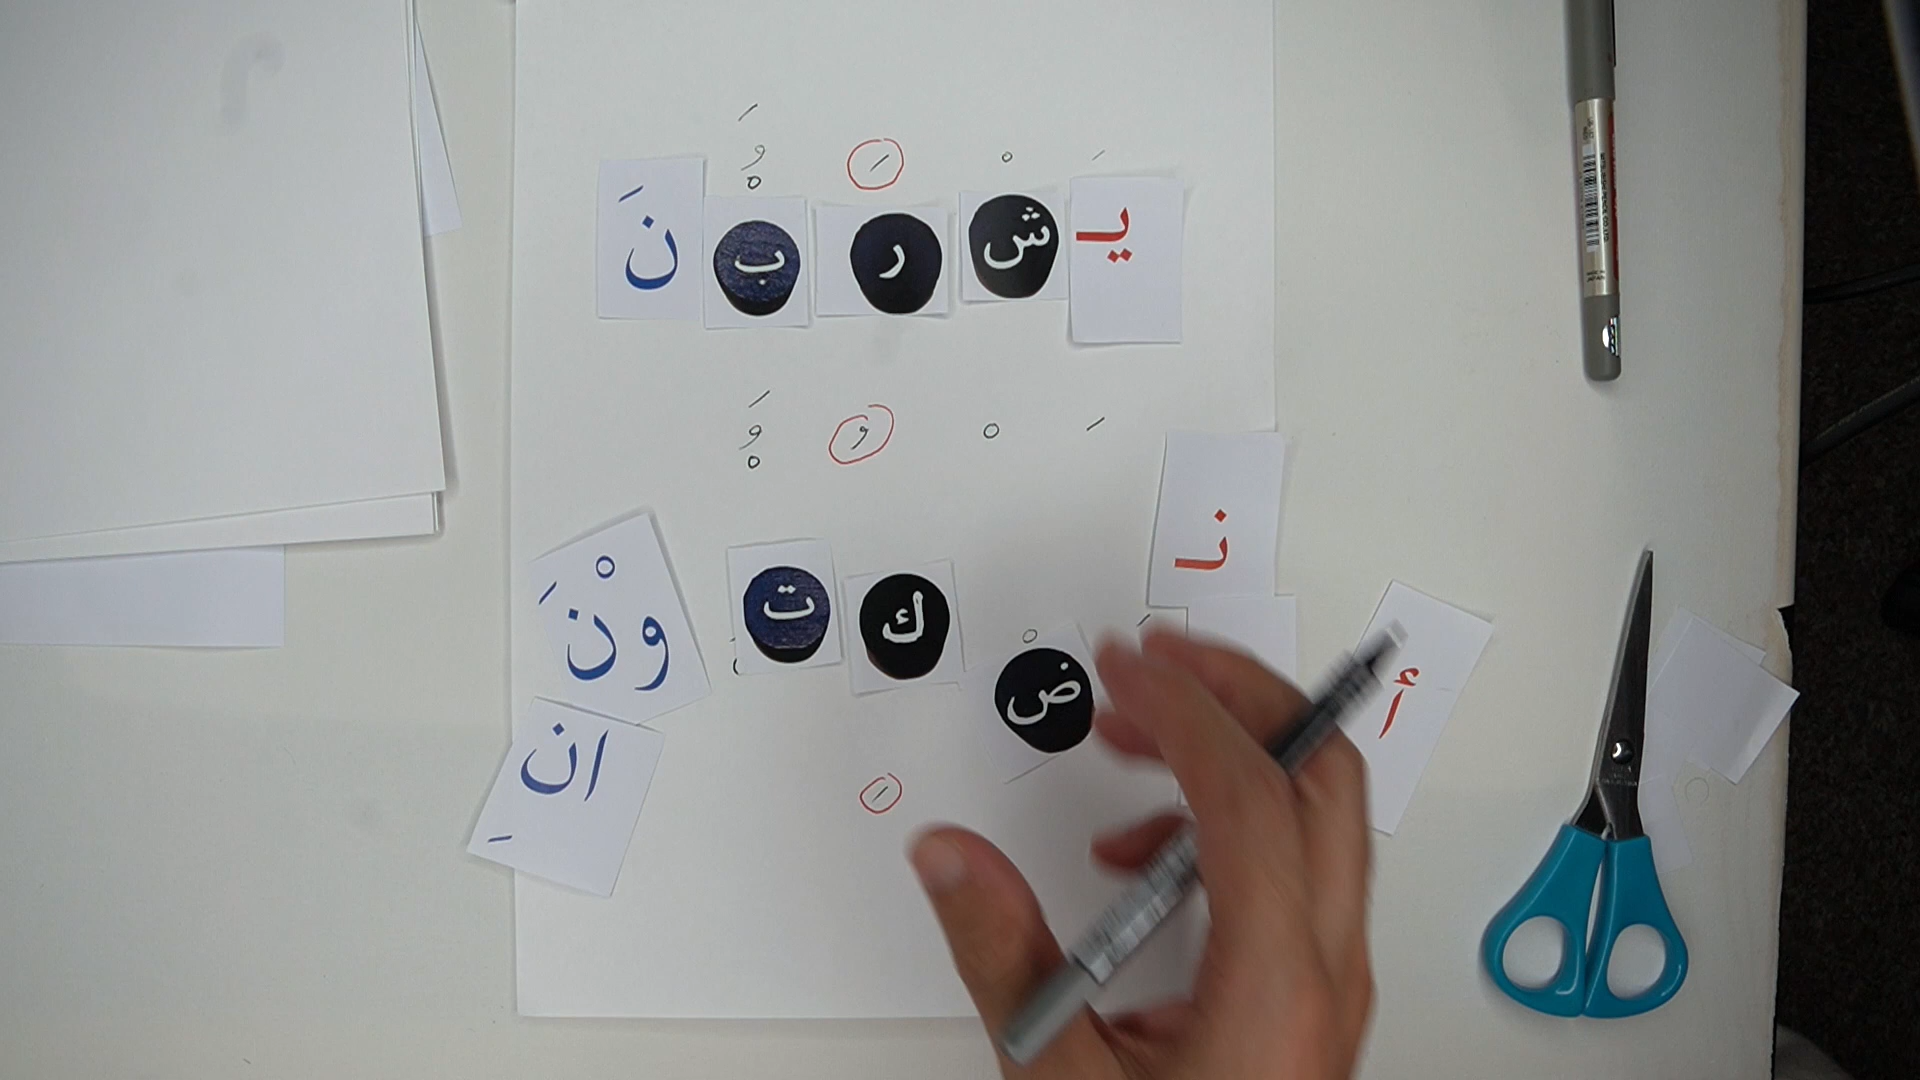 يـ ش ر ب نَ
نـ
ت ك وْنَ
أ ض انِ